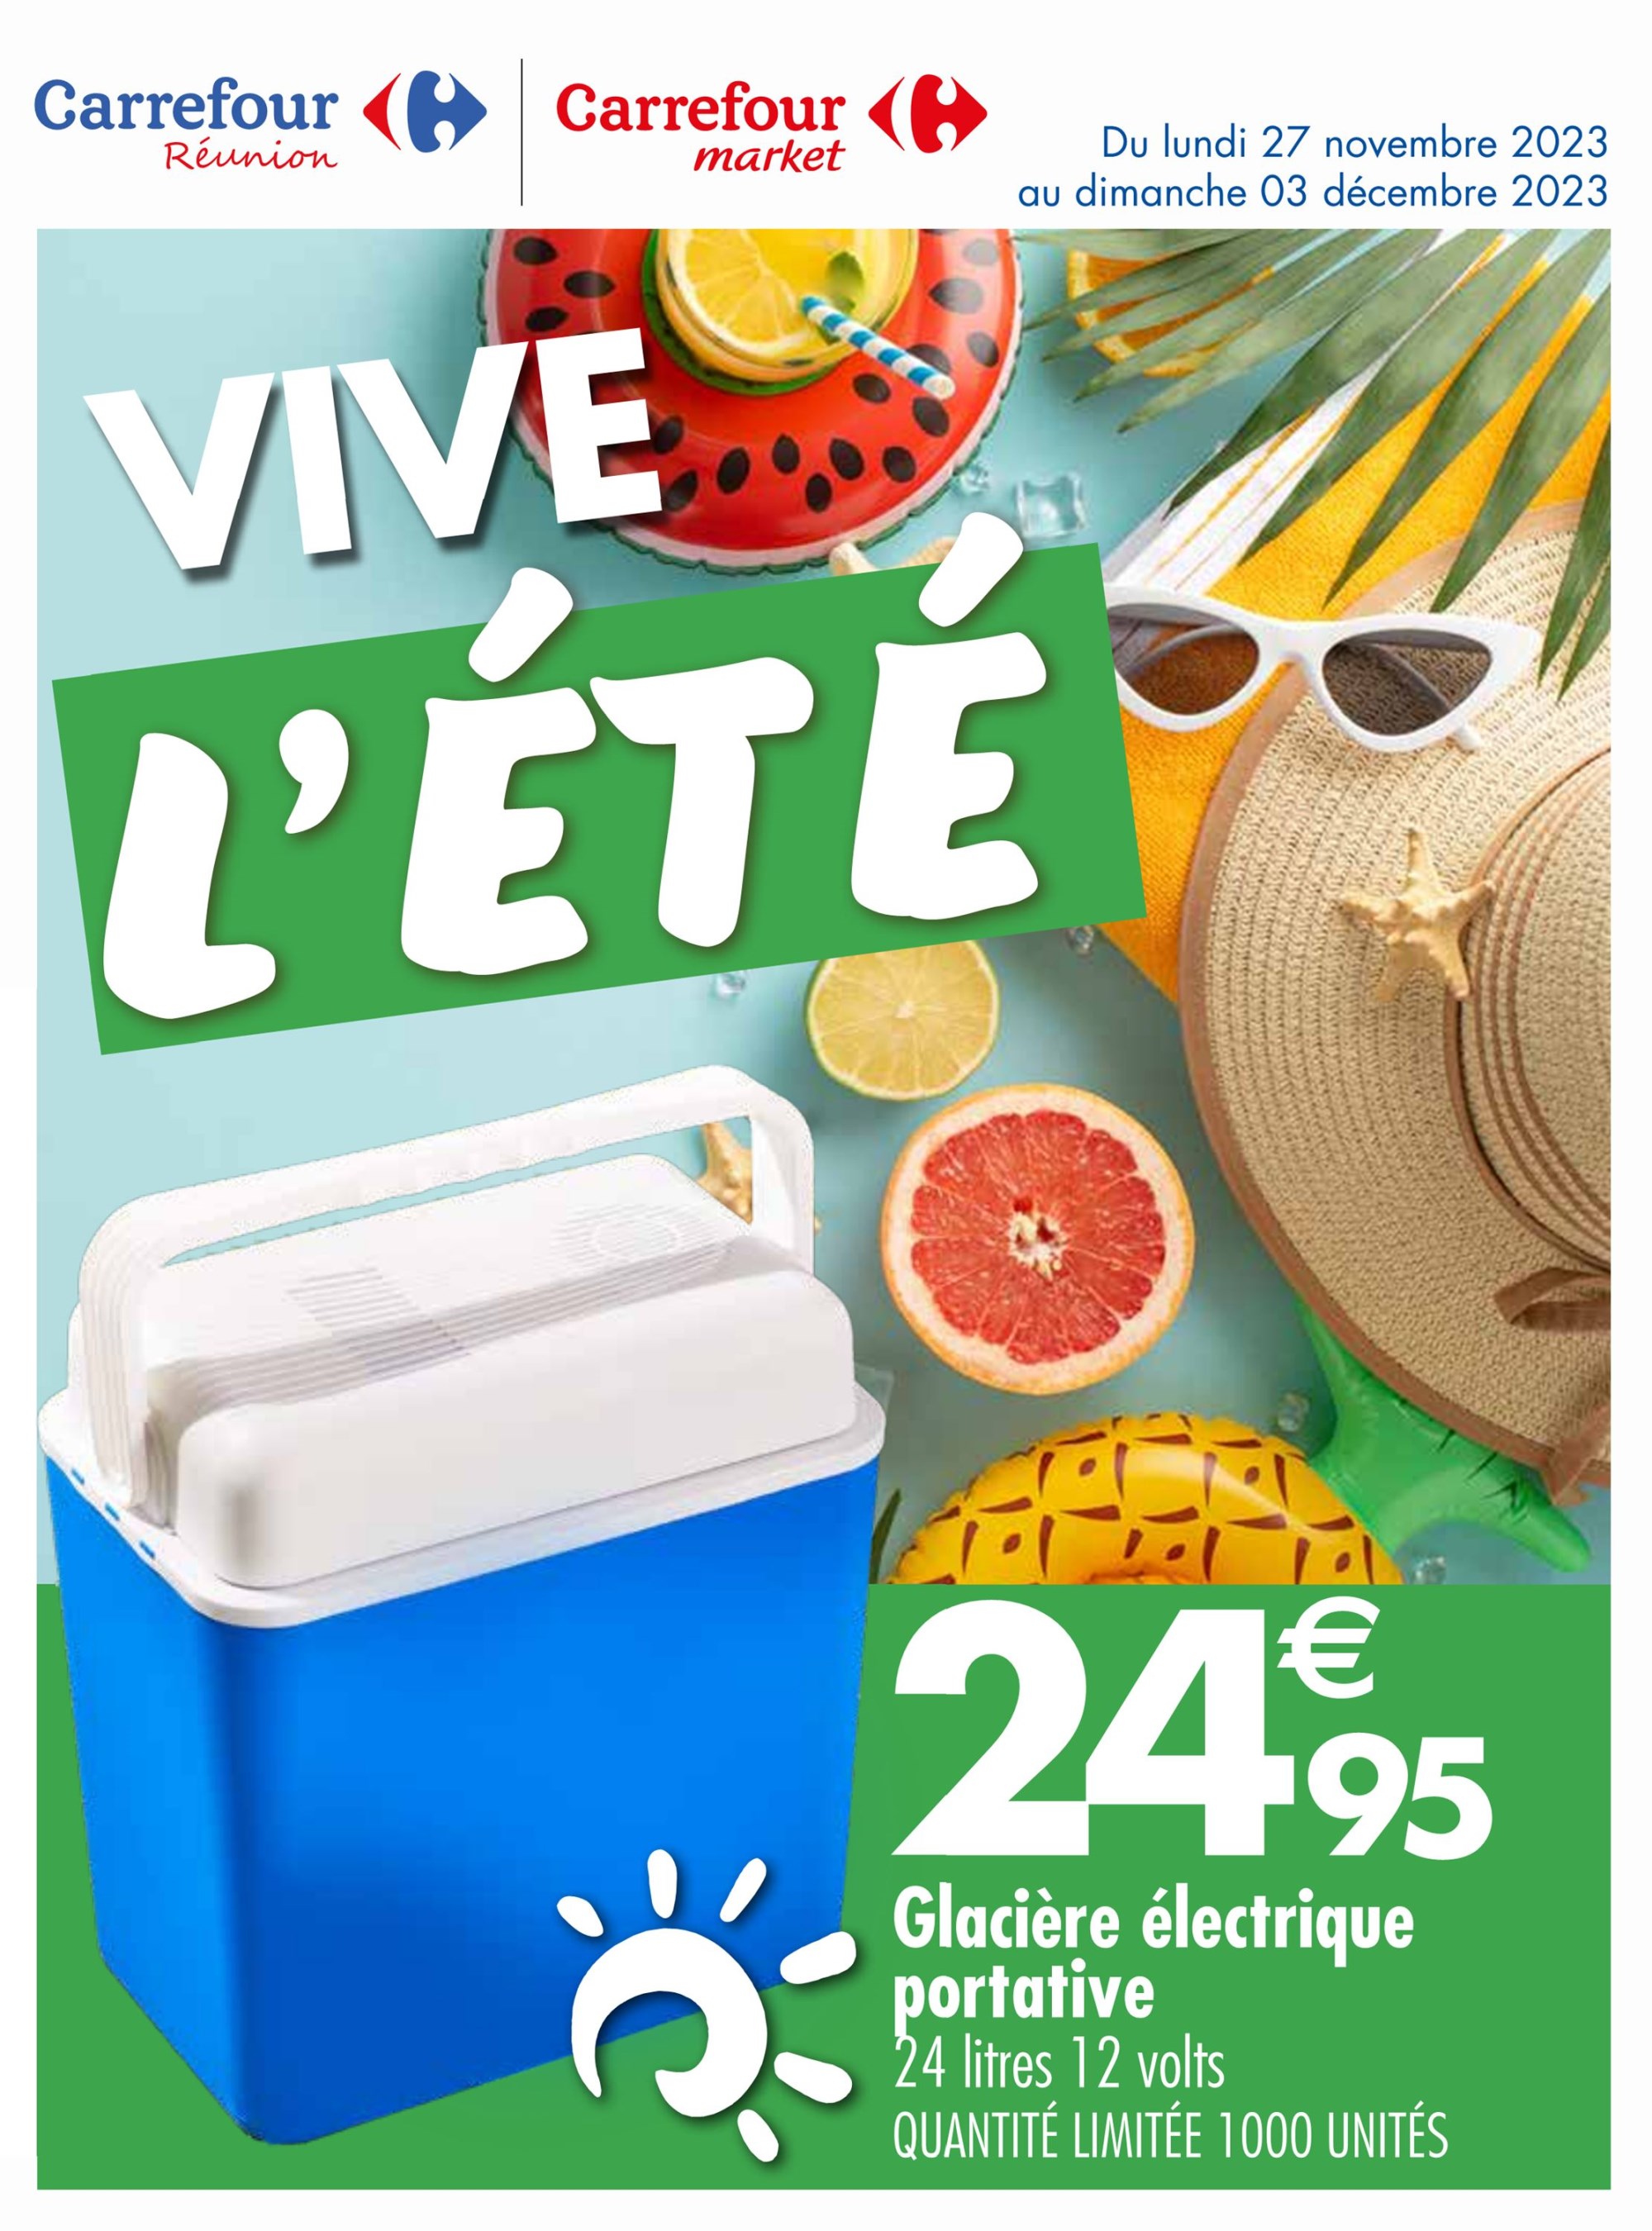 Carrefour
Réunion
Carrefour
market
Du lundi 27 novembre 2023
au dimanche 03 décembre 2023
VIVE
L'ÉTÉ
24€95
Glacière électrique
portative
24 litres 12 volts
QUANTITÉ LIMITÉE 1000 UNITÉS